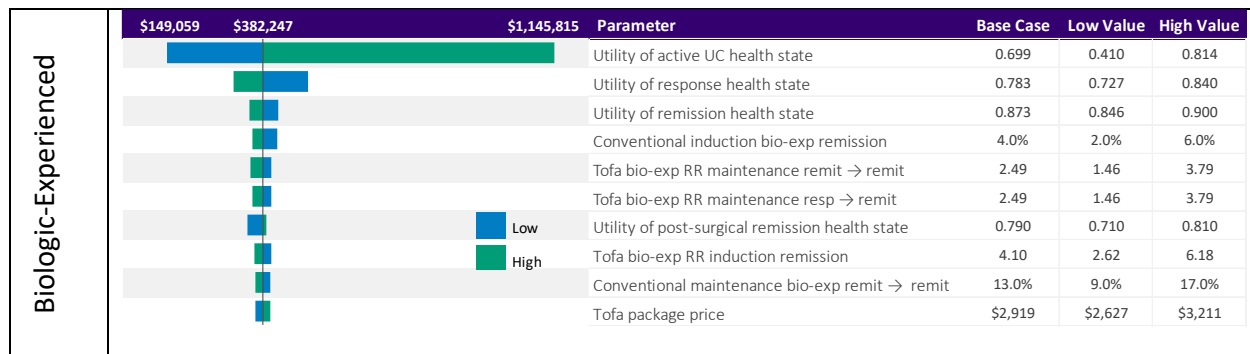 Biologic-Experienced
$149,059 $382,247 $1,145,815 Parameter Base Case Low Value High Value
Utility of active UC health state 0.699 0.410 0.814
Utility of response health state 0.783 0.727 0.840
Utility of remission health state 0.873 0.846 0.900
Conventional induction bio-exp remission 4.0% 2.0% 6.0%
Tofa bio-exp RR maintenance remit → remit 2.49 1.46 3.79
Tofa bio-exp RR maintenance resp → remit 2.49 1.46 3.79
Low Utility of post-surgical remission health state 0.790 0.710 0.810
High Tofa bio-exp RR induction remission 4.10 2.62 6.18
Conventional maintenance bio-exp remit → remit 13.0% 9.0% 17.0%
Tofa package price $2,919 $2,627 $3,211